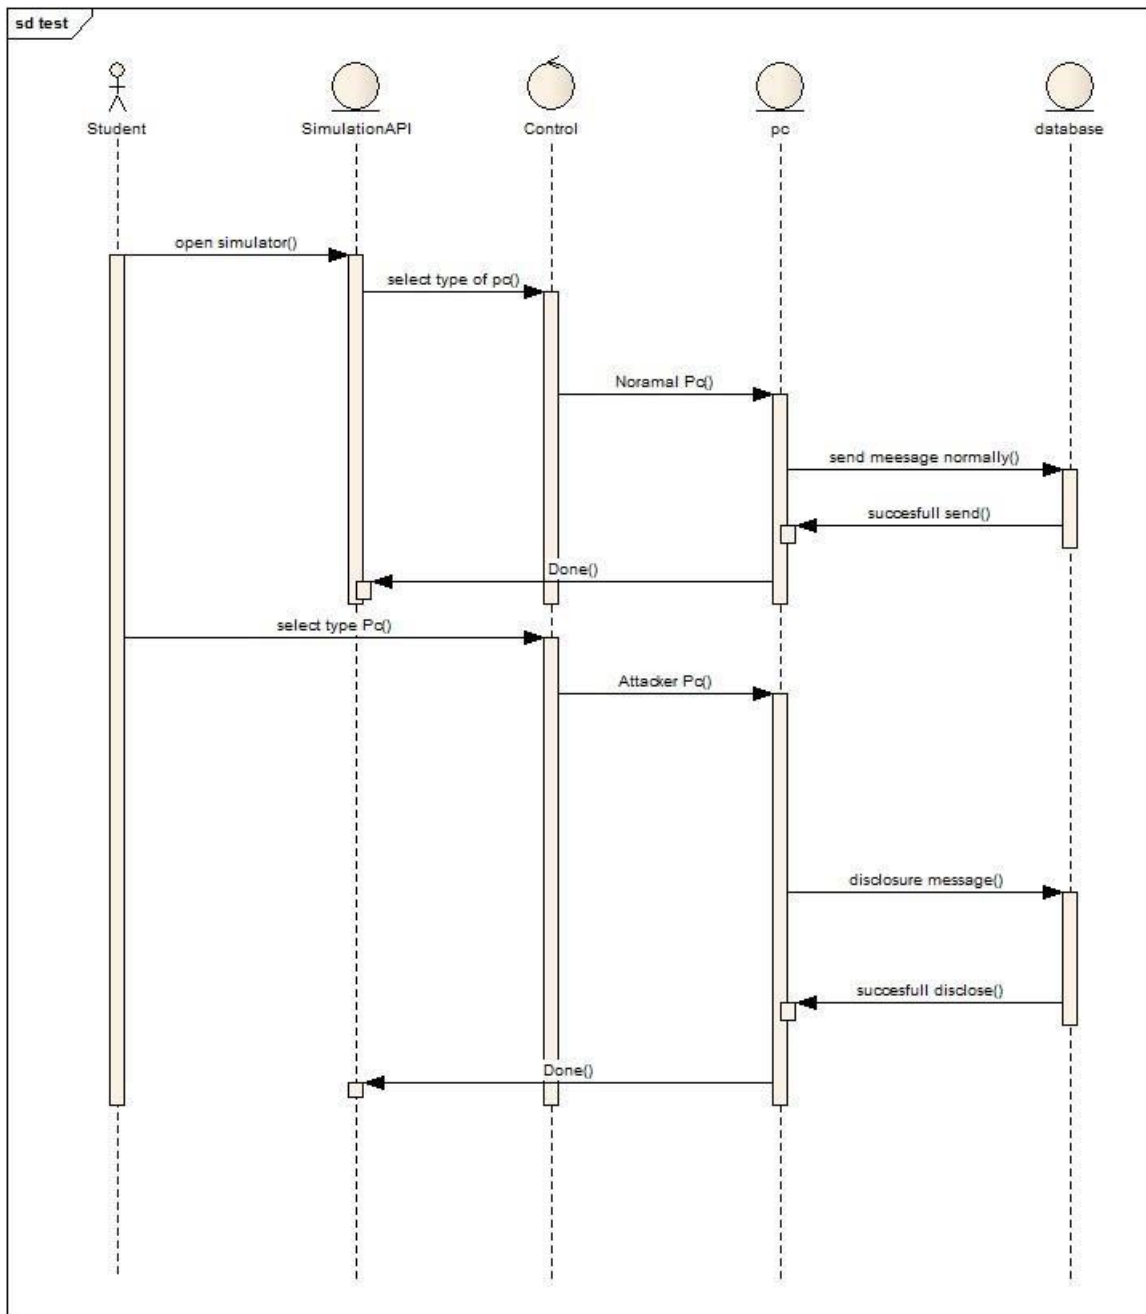 sd test
Student
SimulationAPI
Control
pc
database
open simulator()
select type of pc()
Noramal Pc()
send meesage normally()
succesfull send()
Done()
select type Pc()
Attacker Pc()
disclosure message()
succesfull disclose()
Done()